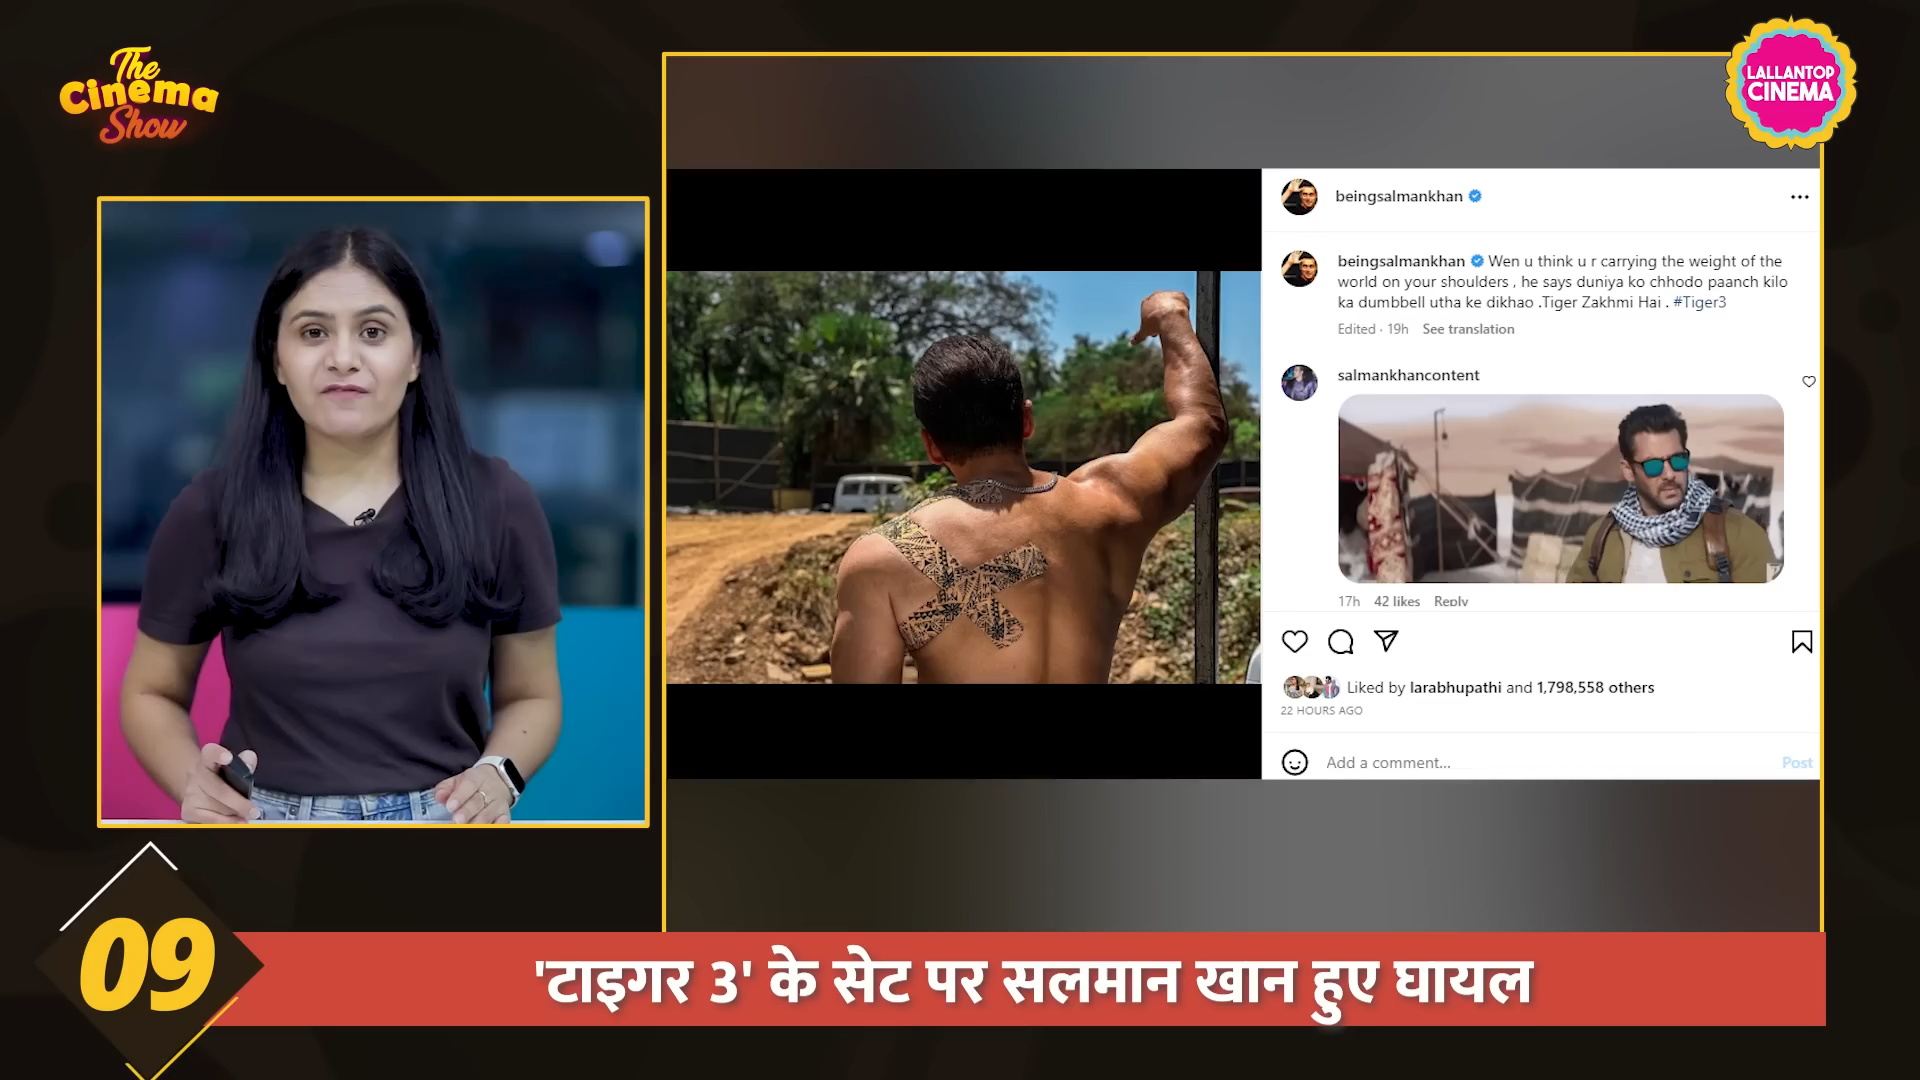 The
Cinema
Show
LALLANTOP
CINEMA
beingsalmankhan
beingsalmankhan Wen u think u r carrying the weight of the
world on your shoulders , he says duniya ko chhodo paanch kilo
ka dumbbell utha ke dikhao .Tiger Zakhmi Hai . #Tiger3
Edited · 19h See translation
salmankhancontent
17h 42 likes Reply
Liked by larabhupathi and 1,798,558 others
22 HOURS AGO
Add a comment... Post
09
'टाइगर 3' के सेट पर सलमान खान हुए घायल